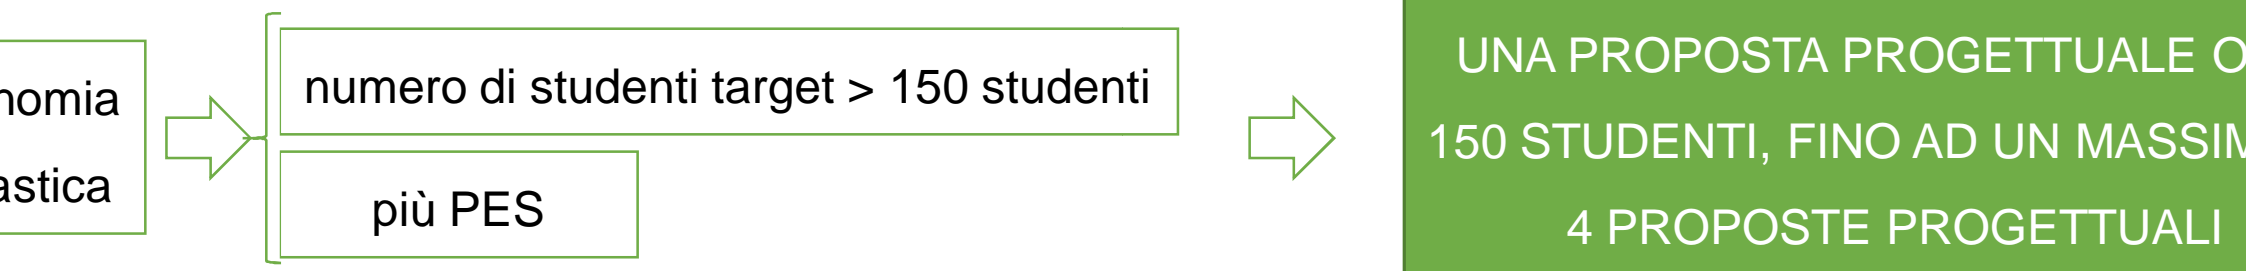 nomia
astica
numero di studenti target > 150 studenti
più PES
UNA PROPOSTA PROGETTUALE O
150 STUDENTI, FINO AD UN MASSIM
4 PROPOSTE PROGETTUALI